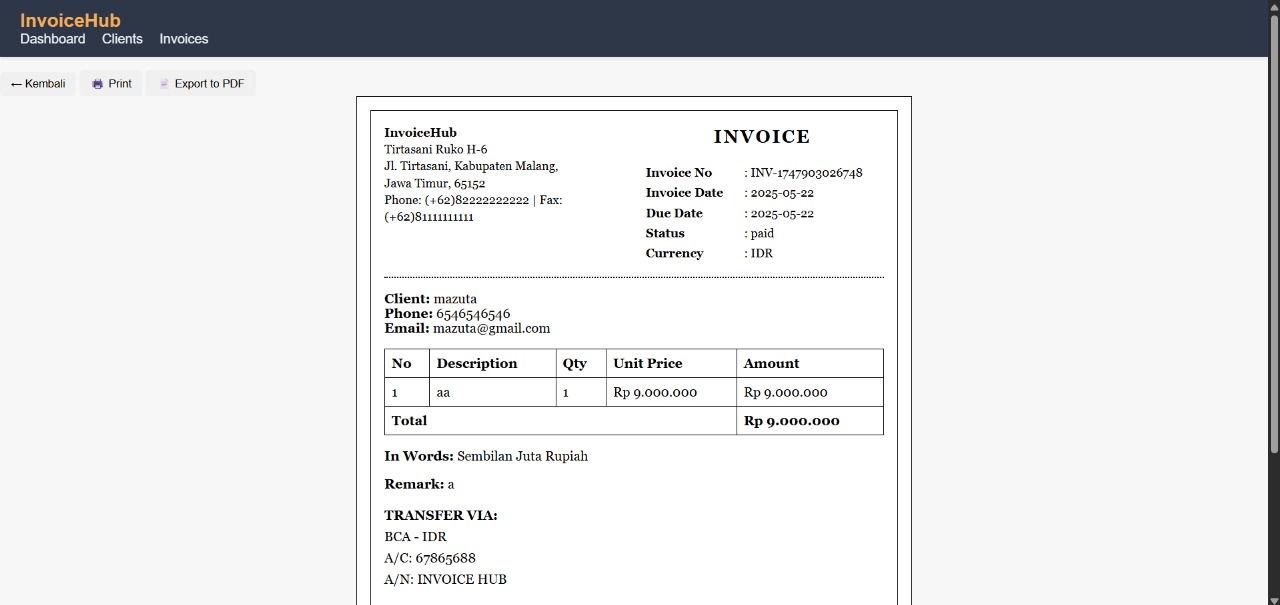 InvoiceHub
Dashboard Clients Invoices
← Kembali Print Export to PDF
InvoiceHub
Tirtasani Ruko H-6
Jl. Tirtasani, Kabupaten Malang,
Jawa Timur, 65152
Phone: (+62)82222222222 | Fax:
(+62)81111111111
INVOICE
Invoice No : INV-1747903026748
Invoice Date : 2025-05-22
Due Date : 2025-05-22
Status : paid
Currency : IDR
Client: mazuta
Phone: 6546546546
Email: mazuta@gmail.com
No Description Qty Unit Price Amount
1 aa 1 Rp 9.000.000 Rp 9.000.000
Total Rp 9.000.000
In Words: Sembilan Juta Rupiah
Remark: a
TRANSFER VIA:
BCA - IDR
A/C: 67865688
A/N: INVOICE HUB